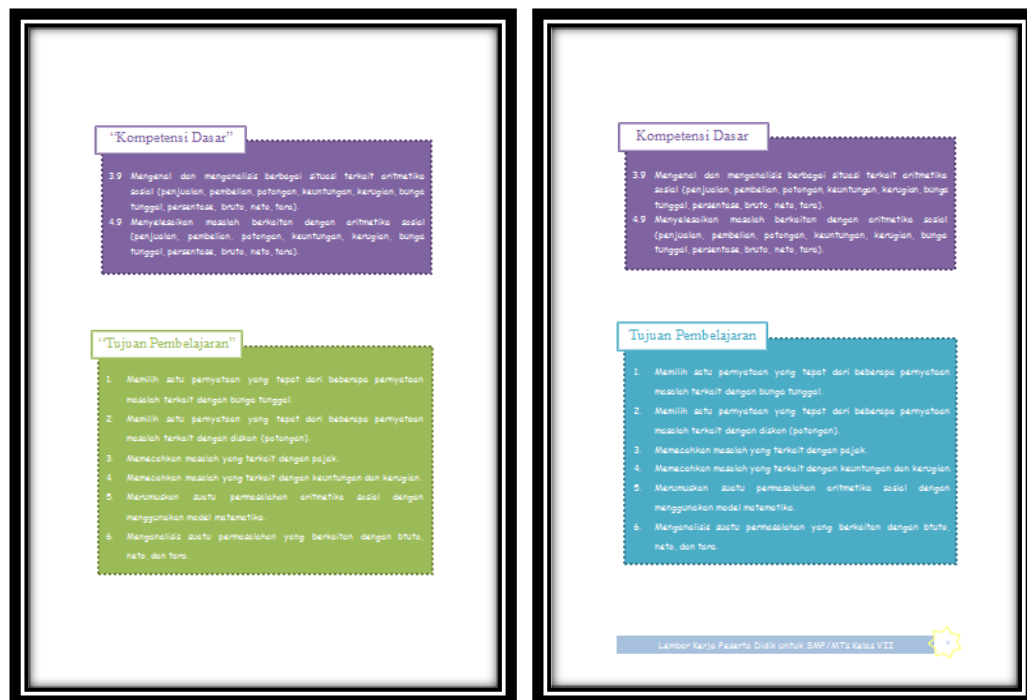 “Kompetensi Dasar”
3.9 Mengenal dan menganalisis berbagai situasi terkait aritmetika
sosial (penjualan, pembelian, potongan, keuntungan, kerugian, bunga
tunggal, persentase, bruto, neto, tara).
4.9 Menyelesaikan masalah berkaitan dengan aritmetika sosial
(penjualan, pembelian, potongan, keuntungan, kerugian, bunga
tunggal, persentase, bruto, neto, tara).
“Tujuan Pembelajaran”
1. Memilih satu pernyataan yang tepat dari beberapa pernyataan
masalah terkait dengan bunga tunggal.
2. Memilih satu pernyataan yang tepat dari beberapa pernyataan
masalah terkait dengan diskon (potongan).
3. Memecahkan masalah yang terkait dengan pajak.
4. Memecahkan masalah yang terkait dengan keuntungan dan kerugian.
5. Merumuskan suatu permasalahan aritmetika sosial dengan
menggunakan model matematika.
6. Menganalisis suatu permasalahan yang berkaitan dengan btuto,
neto, dan tara.
Kompetensi Dasar
3.9 Mengenal dan menganalisis berbagai situasi terkait aritmetika
sosial (penjualan, pembelian, potongan, keuntungan, kerugian, bunga
tunggal, persentase, bruto, neto, tara).
4.9 Menyelesaikan masalah berkaitan dengan aritmetika sosial
(penjualan, pembelian, potongan, keuntungan, kerugian, bunga
tunggal, persentase, bruto, neto, tara).
Tujuan Pembelajaran
1. Memilih satu pernyataan yang tepat dari beberapa pernyataan
masalah terkait dengan bunga tunggal.
2. Memilih satu pernyataan yang tepat dari beberapa pernyataan
masalah terkait dengan diskon (potongan).
3. Memecahkan masalah yang terkait dengan pajak.
4. Memecahkan masalah yang terkait dengan keuntungan dan kerugian
5. Merumuskan suatu permasalahan aritmetika sosial dengan
menggunakan model matematika.
6. Menganalisis suatu permasalahan yang berkaitan dengan btuto,
neto, dan tara.
Lembar Kerja Peserta Didik untuk SMP/MTs Kelas VII